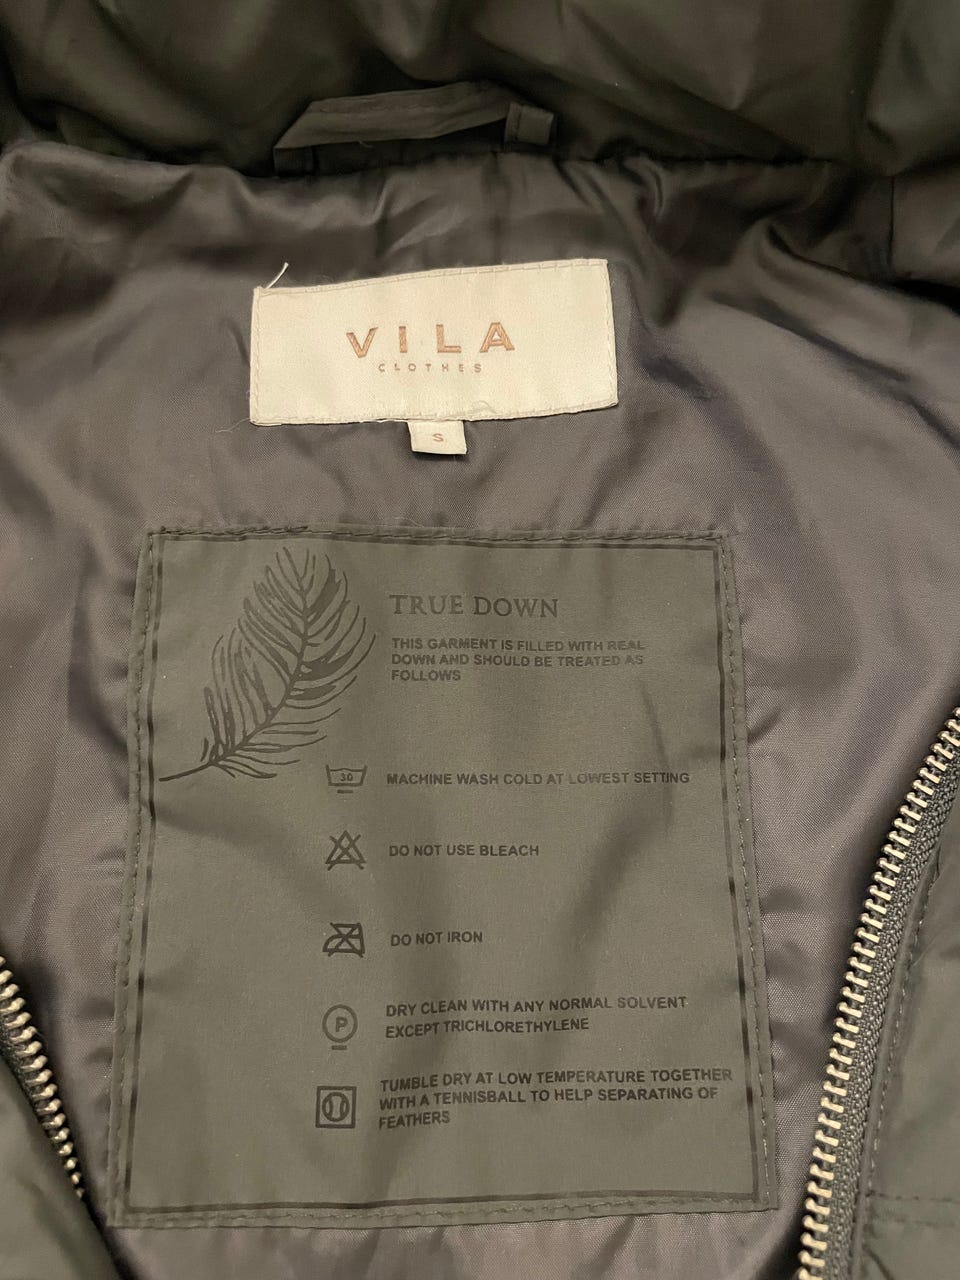 VILA
CLOTHES
S
TRUE DOWN
THIS GARMENT IS FILLED WITH REAL
DOWN AND SHOULD BE TREATED AS
FOLLOWS
30
MACHINE WASH COLD AT LOWEST SETTING
DO NOT USE BLEACH
DO NOT IRON
P
DRY CLEAN WITH ANY NORMAL SOLVENT
EXCEPT TRICHLORETHYLENE
TUMBLE DRY AT LOW TEMPERATURE TOGETHER
WITH A TENNISBALL TO HELP SEPARATING OF
FEATHERS